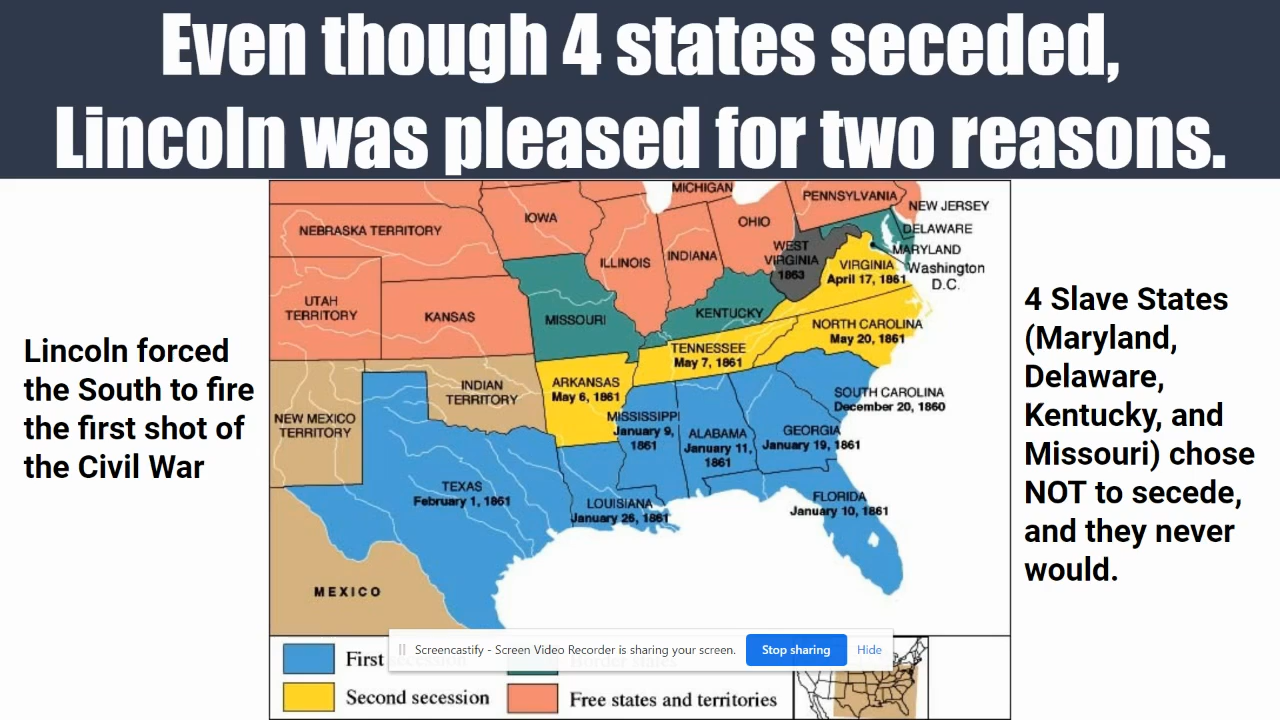 Even though 4 states seceded,
Lincoln was pleased for two reasons.
Lincoln forced
the South to fire
the first shot of
the Civil War
MICHIGAN
PENNSYLVANIA
NEW JERSEY
IOWA
OHIO
NEBRASKA TERRITORY
DELAWARE
MARYLAND
WEST
VIRGINIA
1863
ILLINOIS
INDIANA
VIRGINIA
April 17, 1861
Washington
D.C.
UTAH
TERRITORY
KANSAS
MISSOURI
KENTUCKY
NORTH CAROLINA
May 20, 1861
TENNESSEE
May 7, 1861
INDIAN
TERRITORY
ARKANSAS
May 6, 1861
SOUTH CAROLINA
December 20, 1860
NEW MEXICO
TERRITORY
MISSISSIPPI
January 9,
1861
ALABAMA
January 11,
1861
GEORGIA
January 19, 1861
TEXAS
February 1, 1861
LOUISIANA
January 26, 1861
FLORIDA
January 10, 1861
MEXICO
4 Slave States
(Maryland,
Delaware,
Kentucky, and
Missouri) chose
NOT to secede,
and they never
would.
Screencastify - Screen Video Recorder is sharing your screen.
Stop sharing
Hide
First secession
Border states
Second secession
Free states and territories